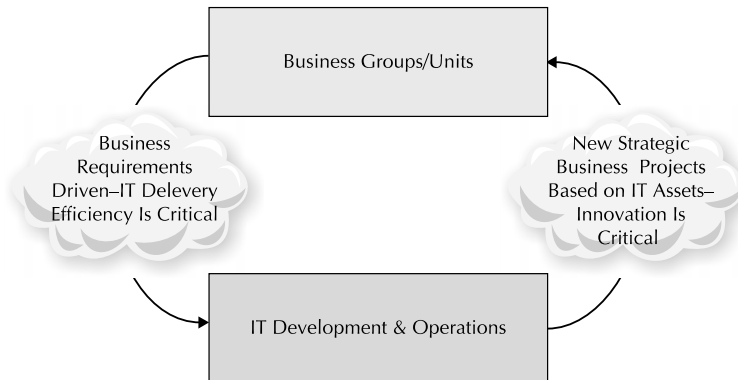 Business Groups/Units
Business
Requirements
Driven–IT Delevery
Efficiency Is Critical
New Strategic
Business Projects
Based on IT Assets–
Innovation Is
Critical
IT Development & Operations